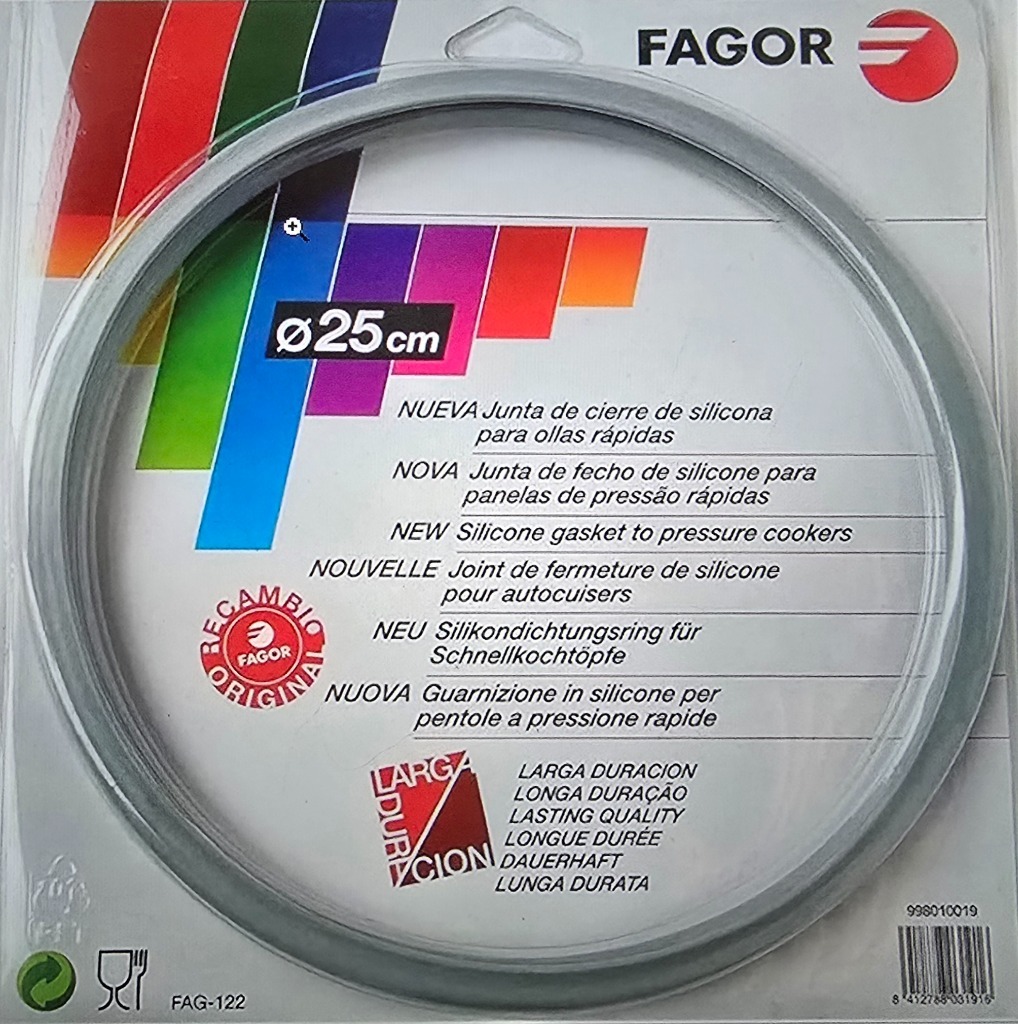 FAGOR
Ø25cm
NUEVA Junta de cierre de silicona
para ollas rápidas
NOVA Junta de fecho de silicone para
panelas de pressão rápidas
NEW Silicone gasket to pressure cookers
NOUVELLE Joint de fermeture de silicone
pour autocuisers
NEU Silikondichtungsring für
Schnellkochtöpfe
NUOVA Guarnizione in silicone per
pentole a pressione rapide
RECAMBIO
FAGOR
ORIGINAL
LARGA
DURACION
LARGA DURACION
LONGA DURAÇÃO
LASTING QUALITY
LONGUE DURÉE
DAUERHAFT
LUNGA DURATA
998010019
8 412788 031916
FAG-122